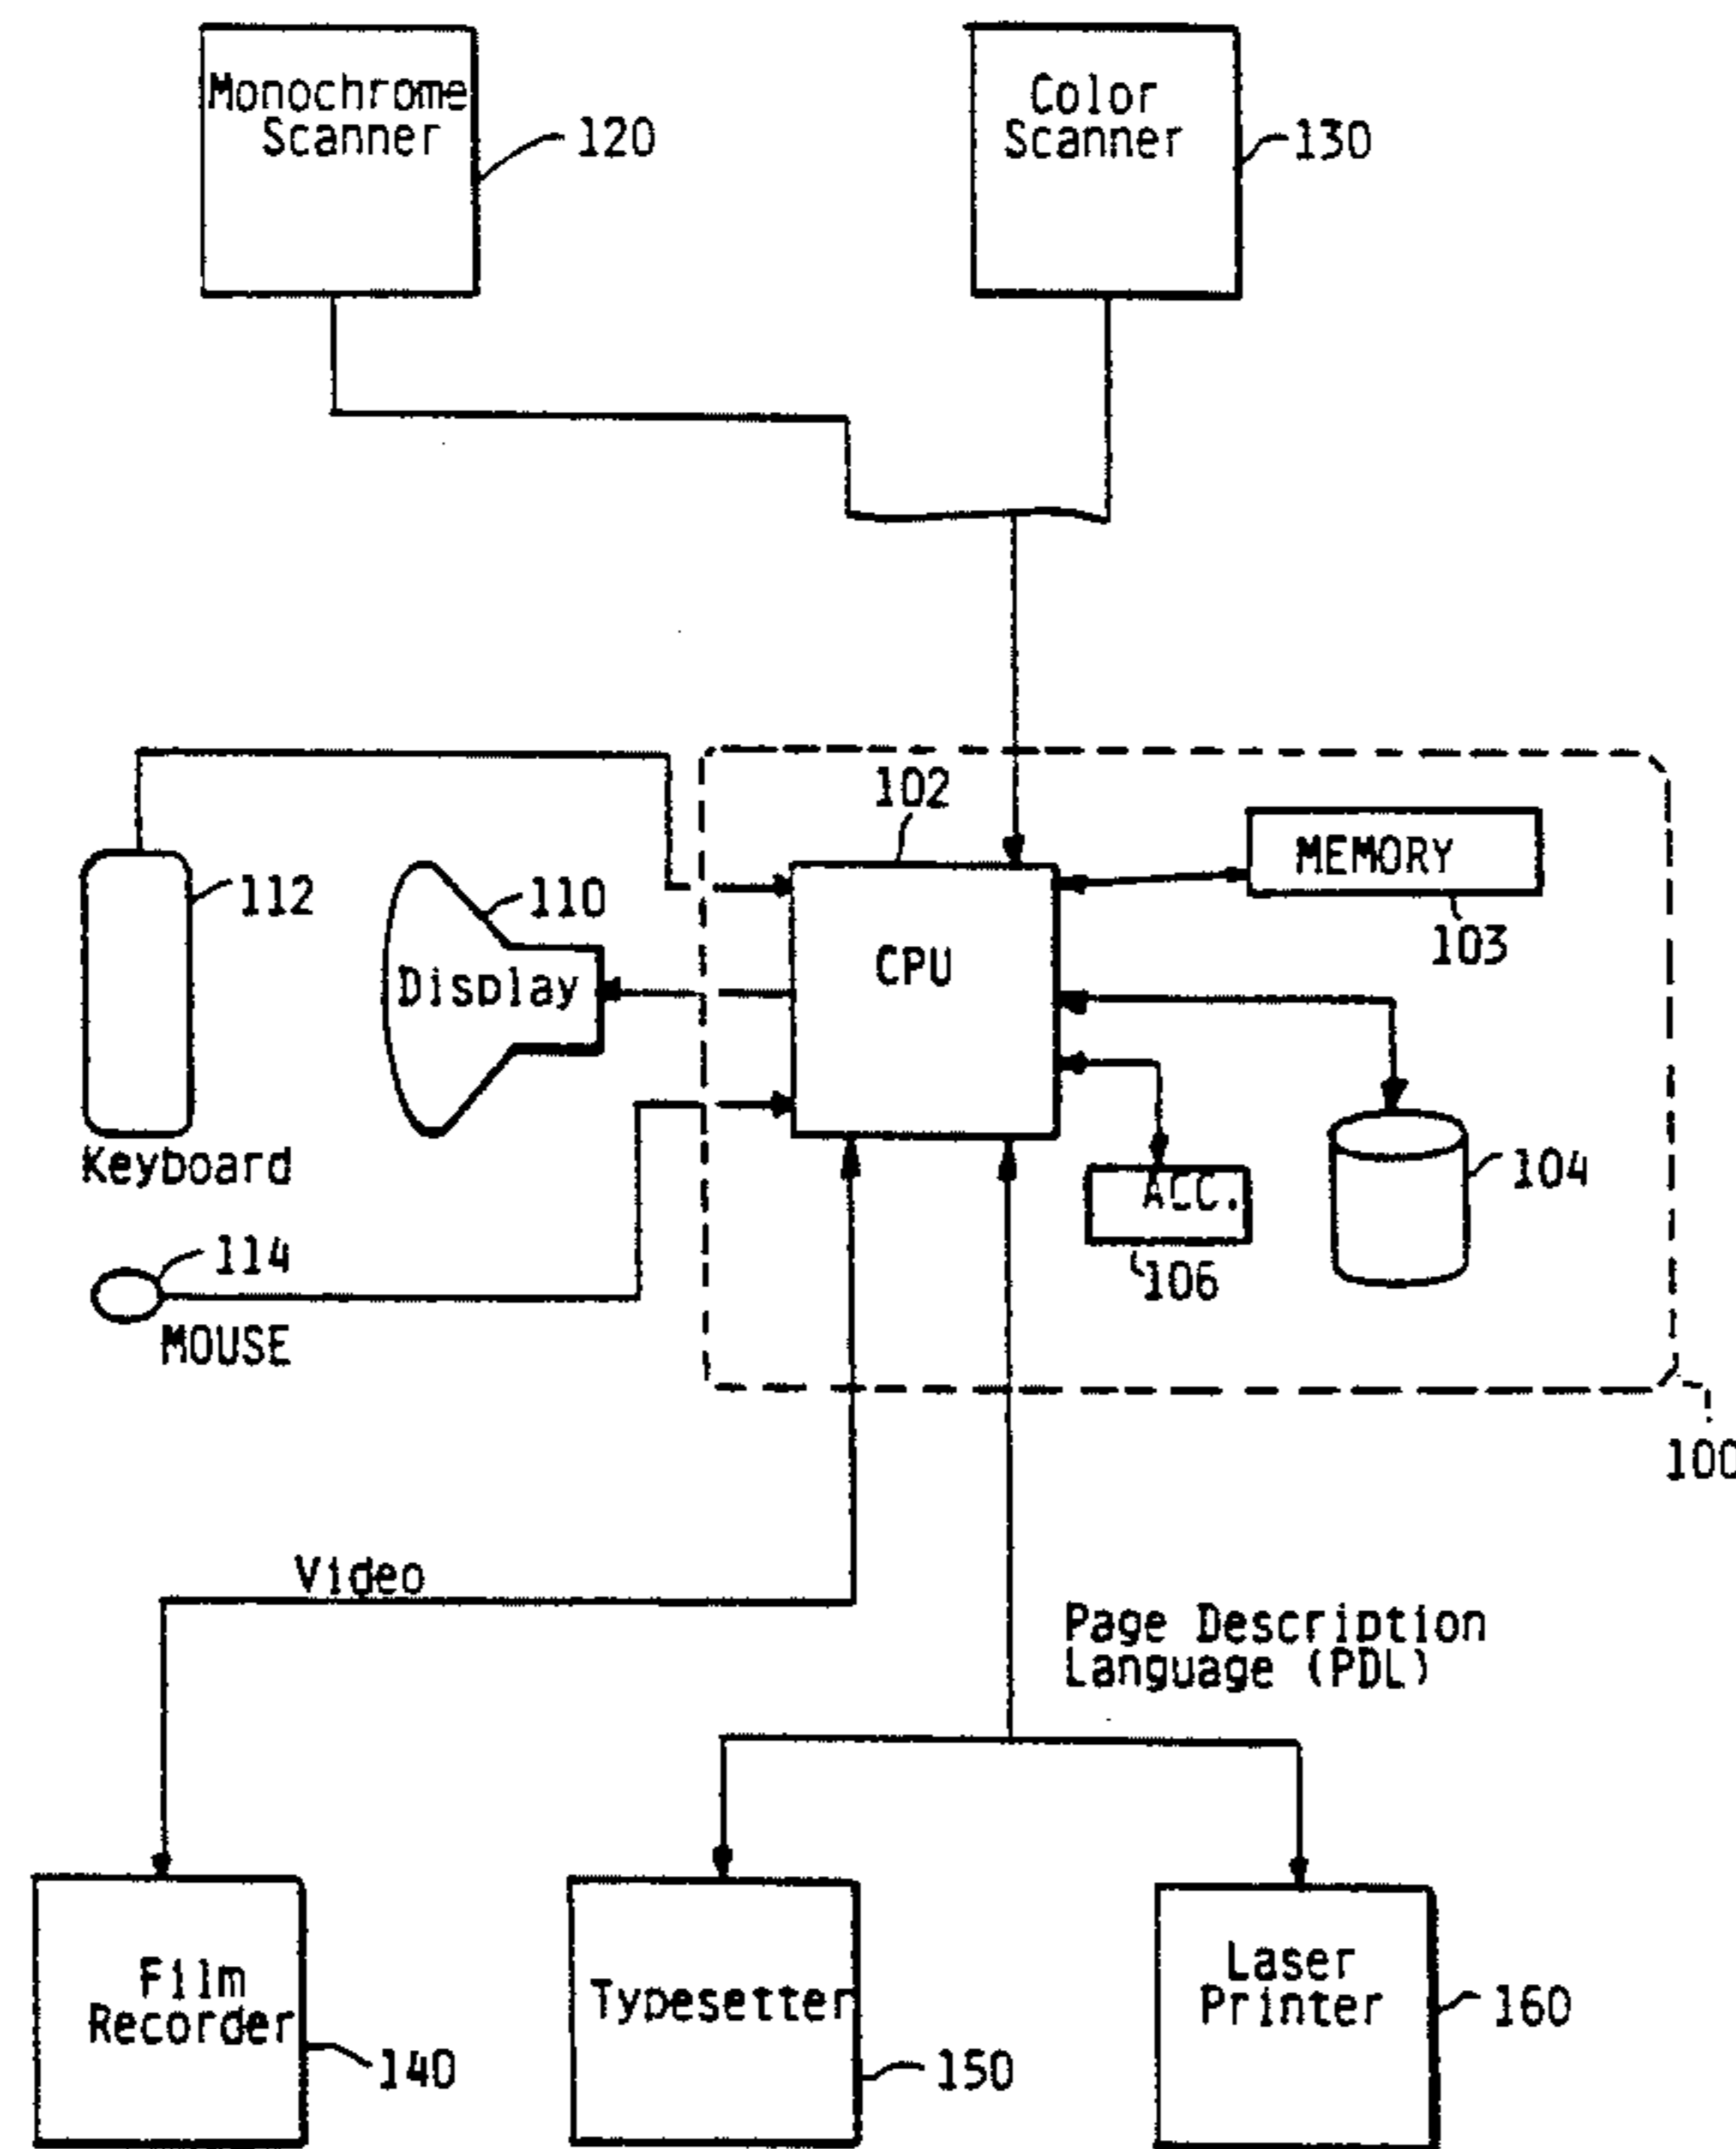 Monochrome
Scanner
120
Color
Scanner
130
102
MEMORY
103
112
110
Display
CPU
Keyboard
ACC.
106
104
114
MOUSE
100
Video
Page Description
Language (PDL)
Film
Recorder
140
Typesetter
150
Laser
Printer
160